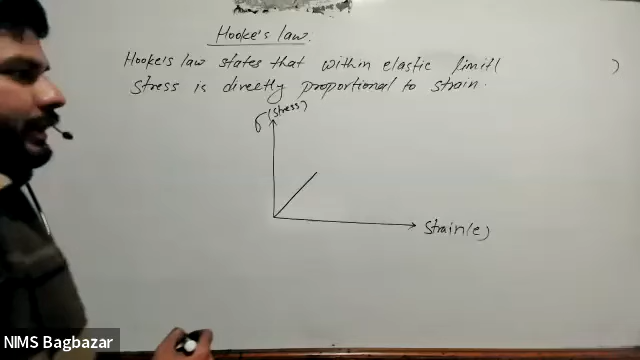 Hooke's law.
Hooke's law states that within elastic limit( )
stress is directly proportional to strain.
σ(stress)
strain(e)
NIMS Bagbazar